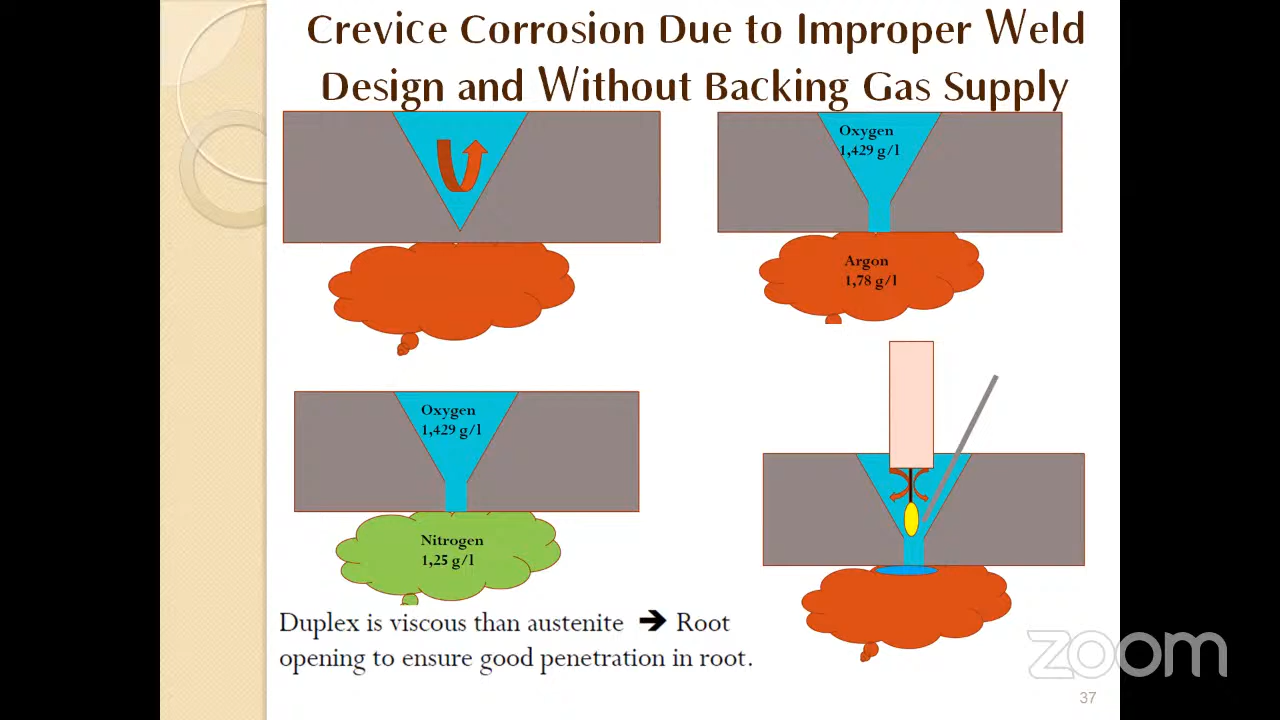 Crevice Corrosion Due to Improper Weld
Design and Without Backing Gas Supply
Oxygen
1,429 g/l
Argon
1,78 g/l
Oxygen
1,429 g/l
Nitrogen
1,25 g/l
Duplex is viscous than austenite ➔ Root
opening to ensure good penetration in root.
zoom
37